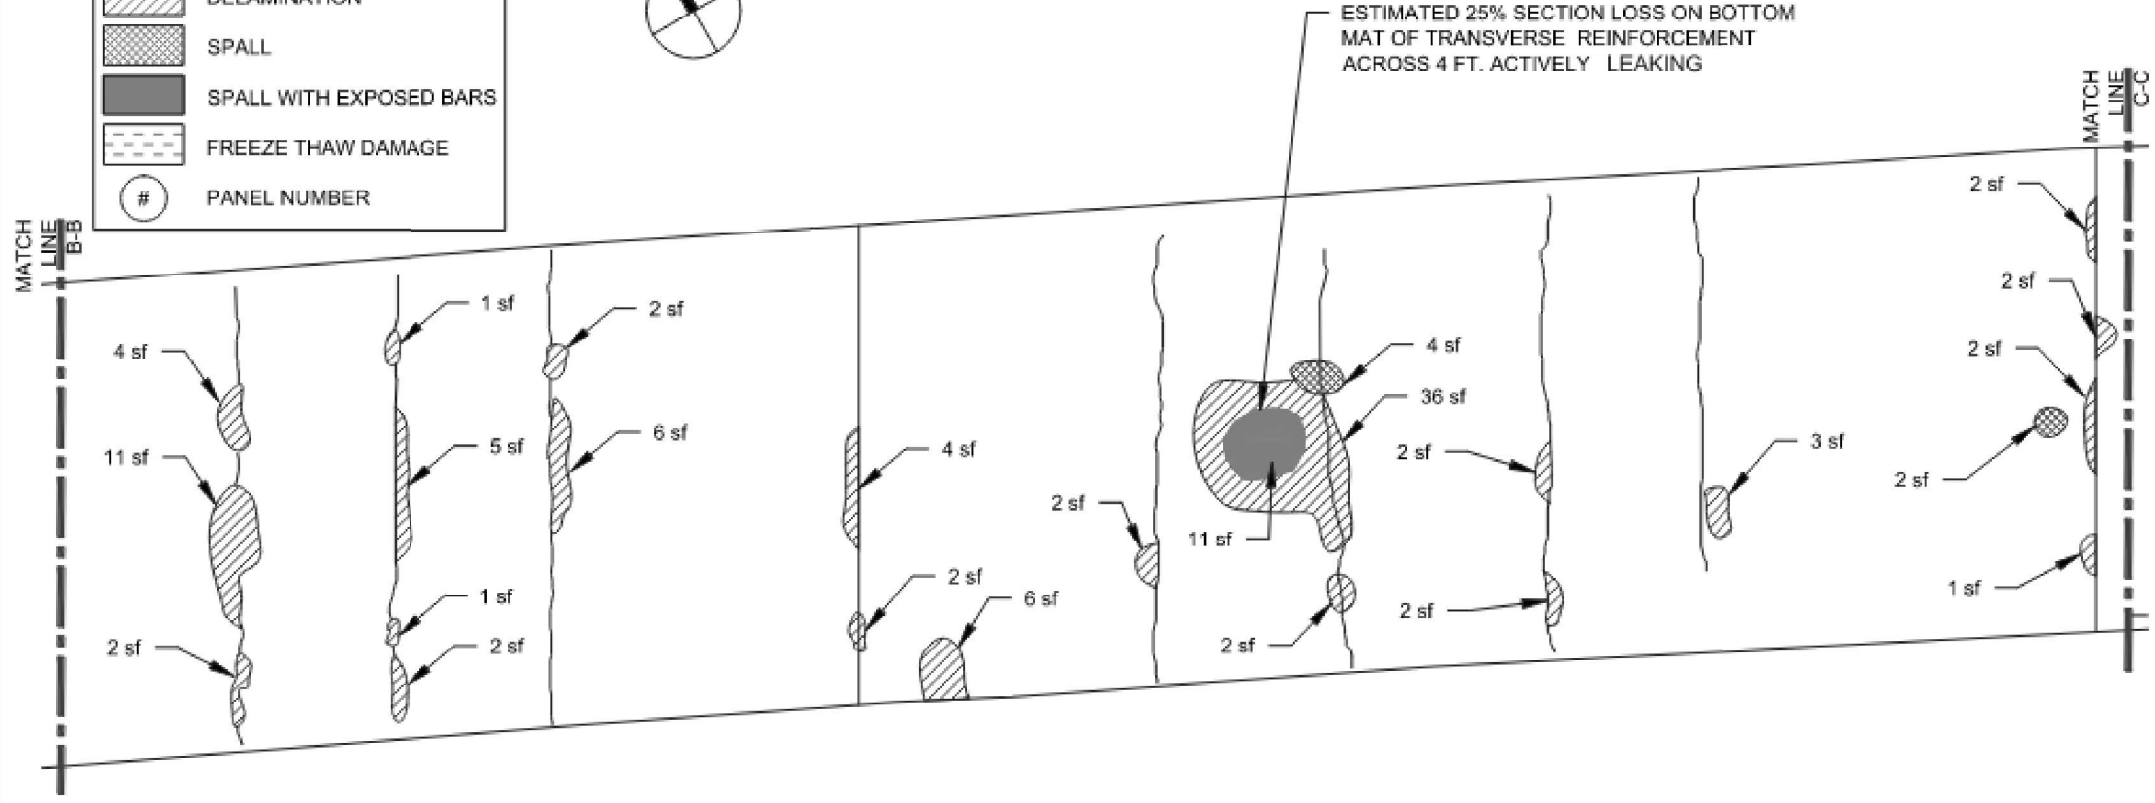 DELAMINATION
SPALL
SPALL WITH EXPOSED BARS
FREEZE THAW DAMAGE
#
PANEL NUMBER
ESTIMATED 25% SECTION LOSS ON BOTTOM
MAT OF TRANSVERSE REINFORCEMENT
ACROSS 4 FT. ACTIVELY LEAKING
MATCH
LINE
B-B
MATCH
LINE
C-C
4 sf
11 sf
2 sf
1 sf
5 sf
1 sf
2 sf
2 sf
6 sf
4 sf
2 sf
6 sf
2 sf
4 sf
36 sf
11 sf
2 sf
2 sf
2 sf
3 sf
2 sf
2 sf
2 sf
2 sf
1 sf